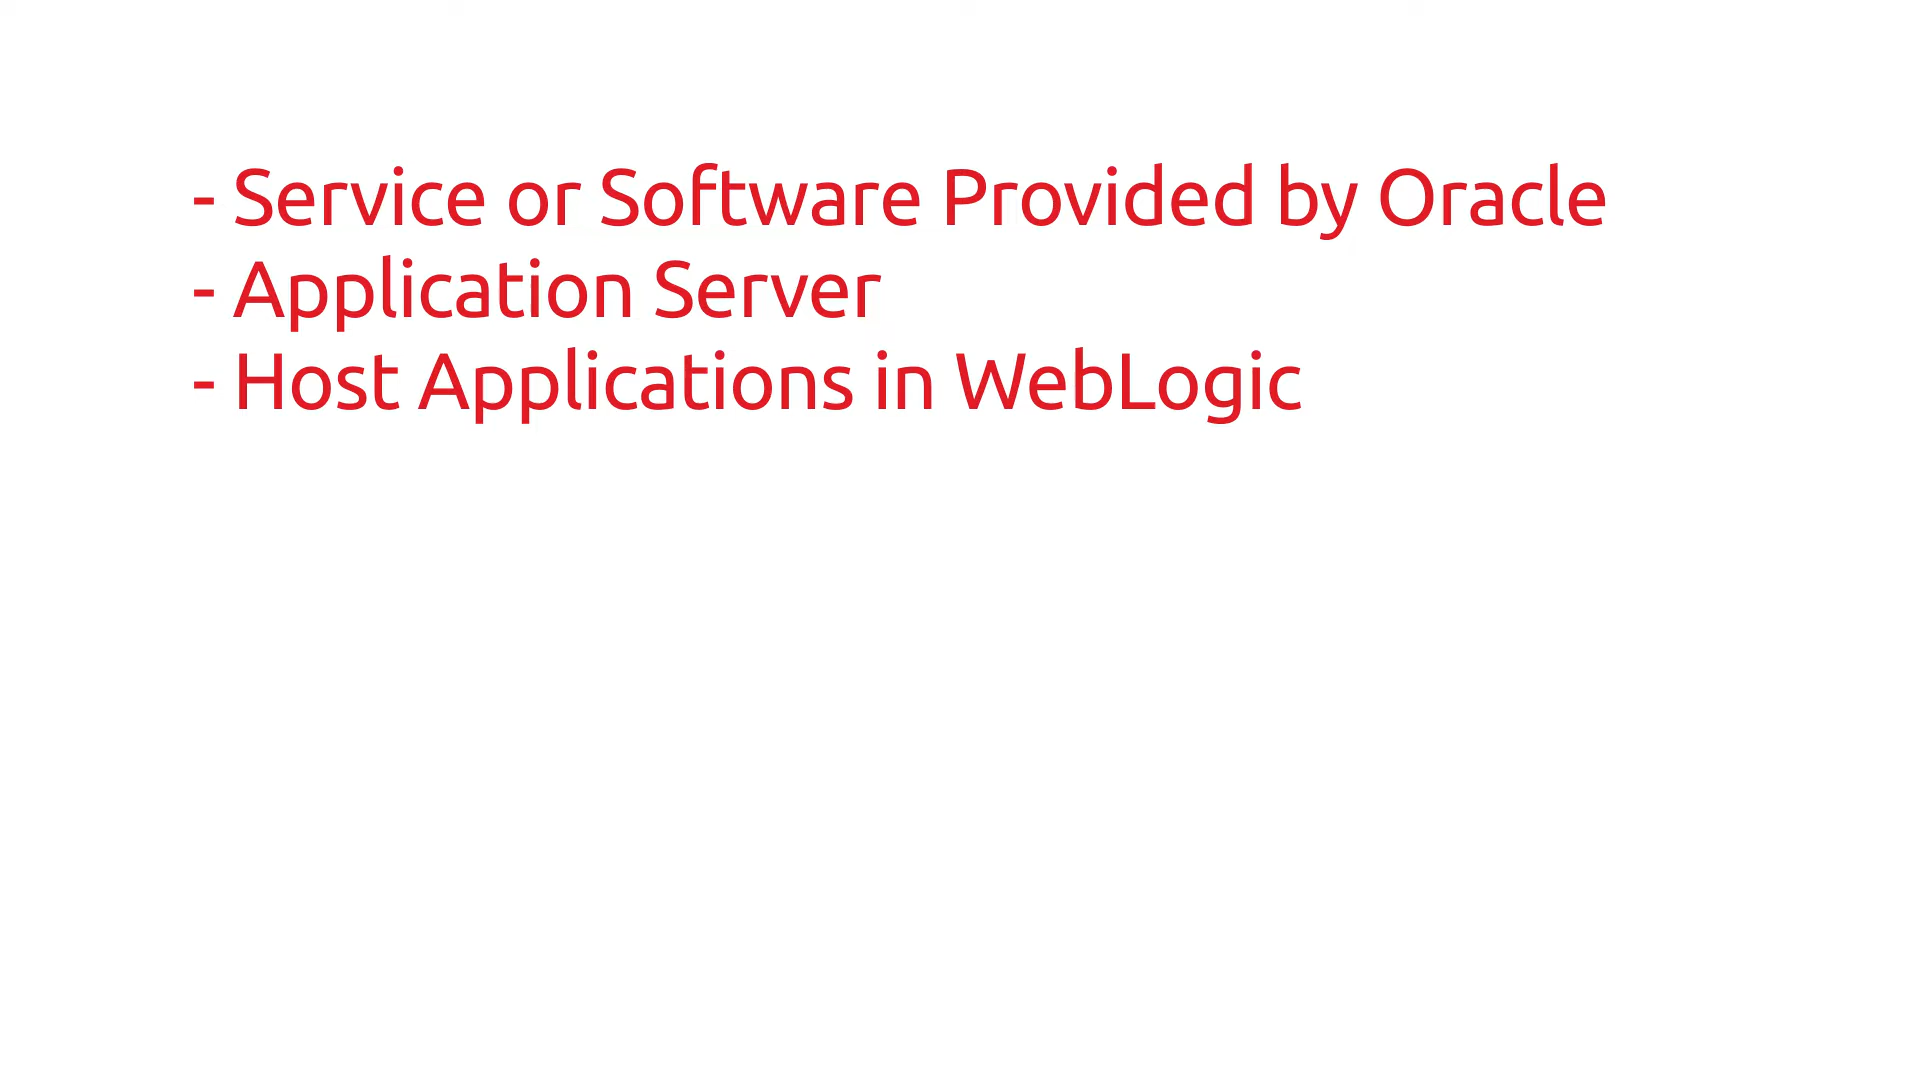 - Service or Software Provided by Oracle
- Application Server
- Host Applications in WebLogic